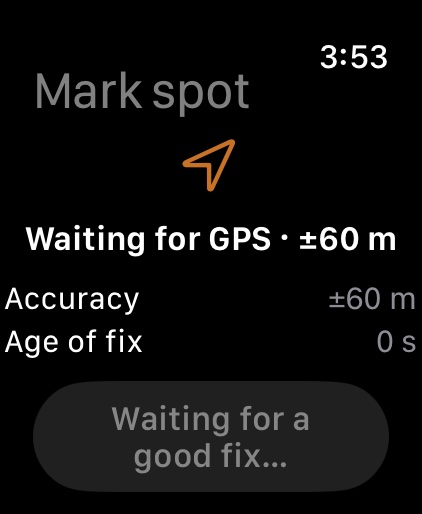 3:53
Mark spot
Waiting for GPS · ±60 m
Accuracy ±60 m
Age of fix 0 s
Waiting for a
good fix...